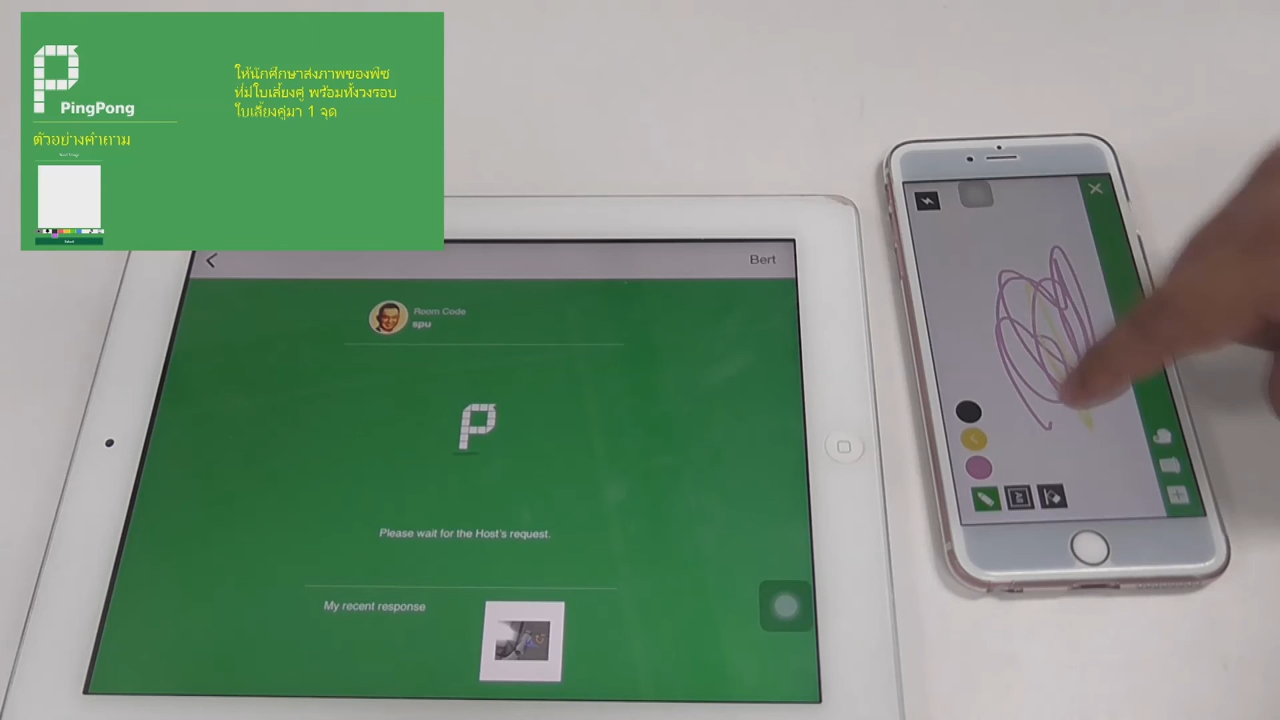 PingPong
ให้นักศึกษาส่งภาพของพืช
ที่มีใบเลี้ยงคู่ พร้อมทั้งวงรอบ
ใบเลี้ยงคู่มา 1 จุด
ตัวอย่างคำถาม
Bert
Room Code
spu
Please wait for the Host's request.
My recent response